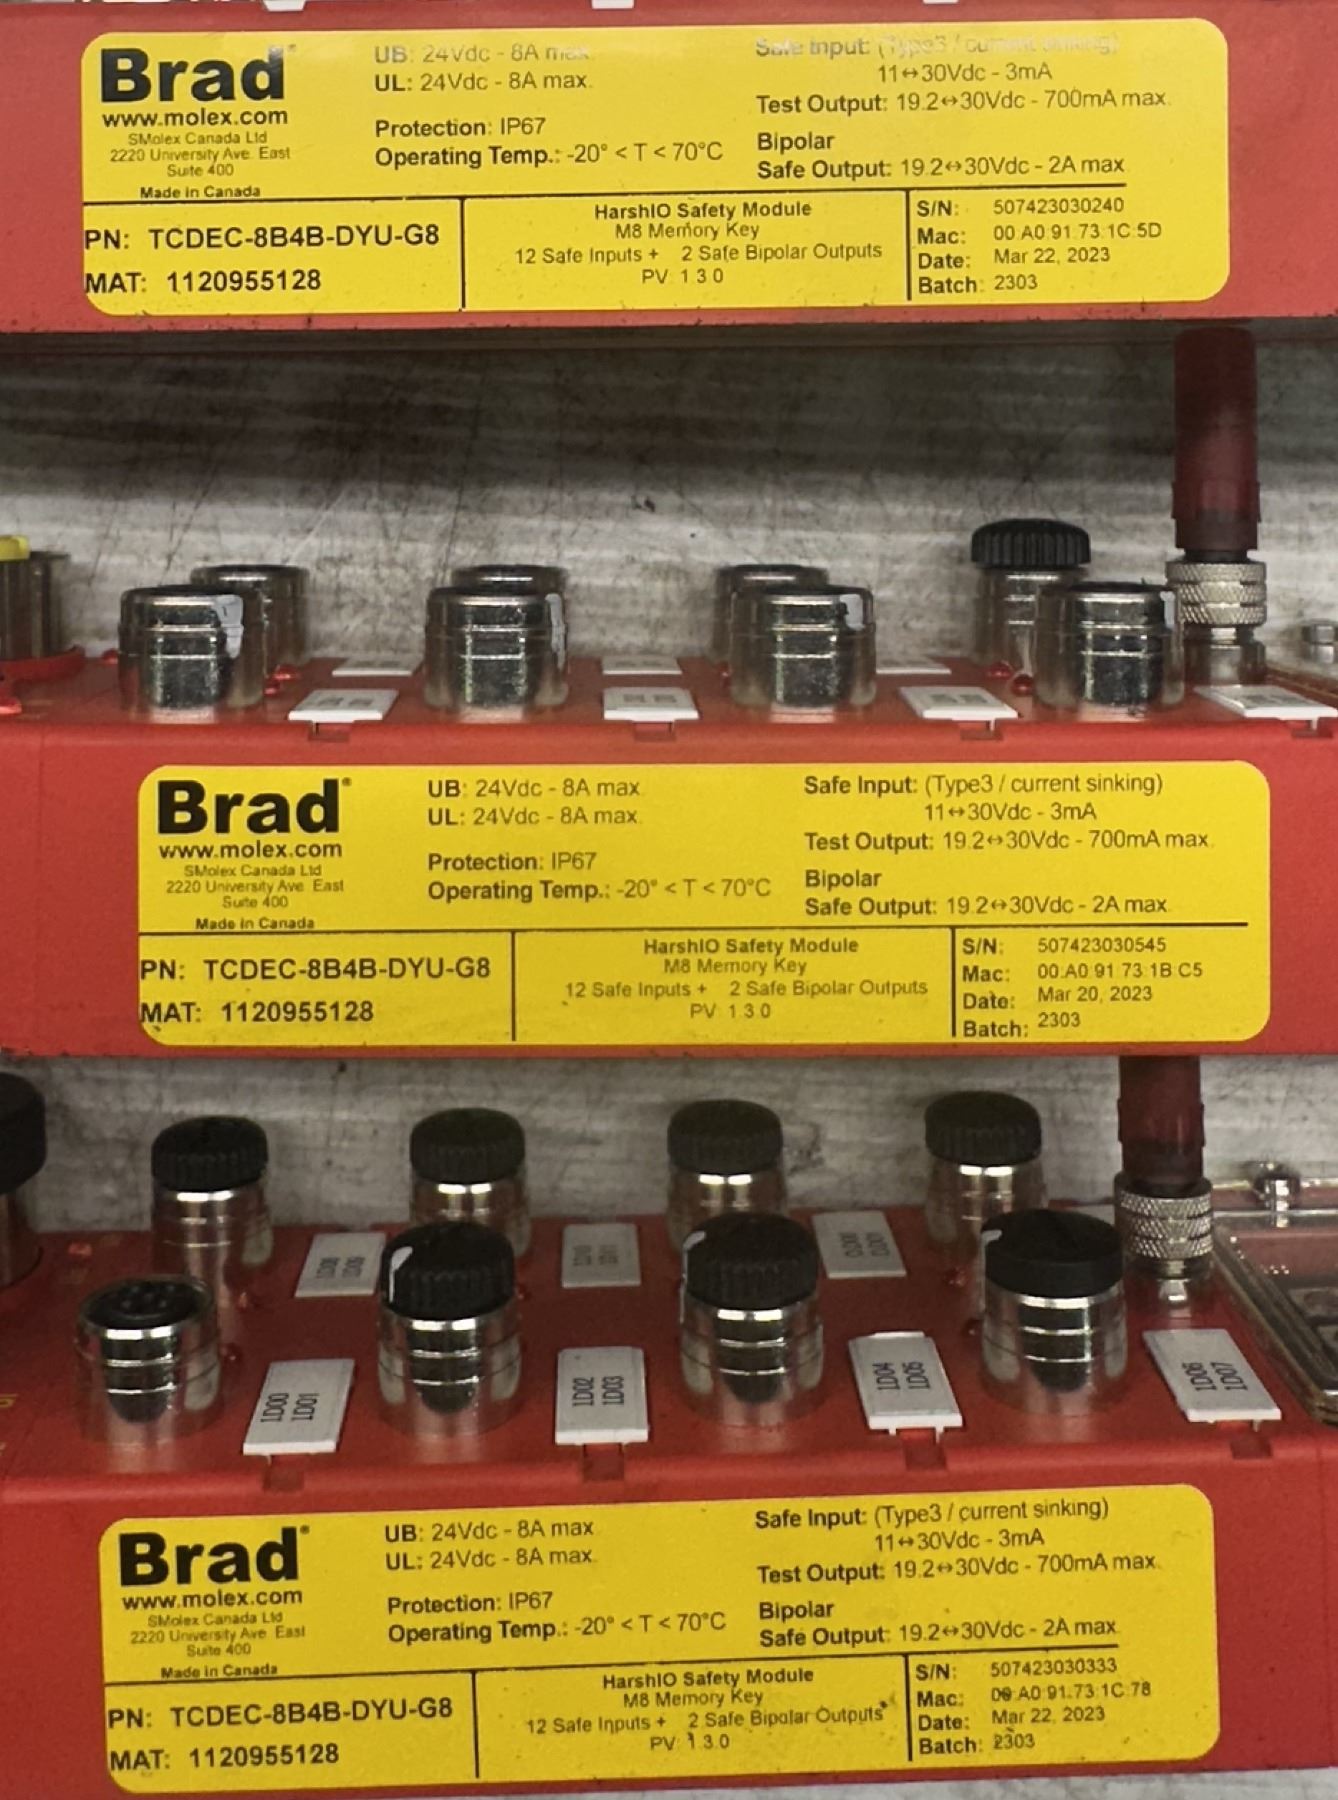 Brad®
www.molex.com
SMolex Canada Ltd
2220 University Ave. East
Suite 400
Made in Canada
UB: 24Vdc - 8A max.
UL: 24Vdc - 8A max.
Protection: IP67
Operating Temp.: -20° < T < 70°C
Safe Input: (Type3 / current sinking)
11↔30Vdc - 3mA
Test Output: 19.2↔30Vdc - 700mA max.
Bipolar
Safe Output: 19.2↔30Vdc - 2A max.
PN: TCDEC-8B4B-DYU-G8
MAT: 1120955128
HarshIO Safety Module
M8 Memory Key
12 Safe Inputs + 2 Safe Bipolar Outputs
PV: 1.3.0
S/N: 507423030240
Mac: 00.A0.91.73.1C.5D
Date: Mar 22, 2023
Batch: 2303
Brad®
www.molex.com
SMolex Canada Ltd
2220 University Ave. East
Suite 400
Made in Canada
UB: 24Vdc - 8A max.
UL: 24Vdc - 8A max.
Protection: IP67
Operating Temp.: -20° < T < 70°C
Safe Input: (Type3 / current sinking)
11↔30Vdc - 3mA
Test Output: 19.2↔30Vdc - 700mA max.
Bipolar
Safe Output: 19.2↔30Vdc - 2A max.
PN: TCDEC-8B4B-DYU-G8
MAT: 1120955128
HarshIO Safety Module
M8 Memory Key
12 Safe Inputs + 2 Safe Bipolar Outputs
PV: 1.3.0
S/N: 507423030545
Mac: 00.A0.91.73.1B.C5
Date: Mar 20, 2023
Batch: 2303
ID00
ID01
ID02
ID03
ID04
ID05
ID06
ID07
Brad®
www.molex.com
SMolex Canada Ltd
2220 University Ave. East
Suite 400
Made in Canada
UB: 24Vdc - 8A max.
UL: 24Vdc - 8A max.
Protection: IP67
Operating Temp.: -20° < T < 70°C
Safe Input: (Type3 / current sinking)
11↔30Vdc - 3mA
Test Output: 19.2↔30Vdc - 700mA max.
Bipolar
Safe Output: 19.2↔30Vdc - 2A max.
PN: TCDEC-8B4B-DYU-G8
MAT: 1120955128
HarshIO Safety Module
M8 Memory Key
12 Safe Inputs + 2 Safe Bipolar Outputs
PV: 1.3.0
S/N: 507423030333
Mac: 00.A0.91.73.1C.78
Date: Mar 22, 2023
Batch: 2303